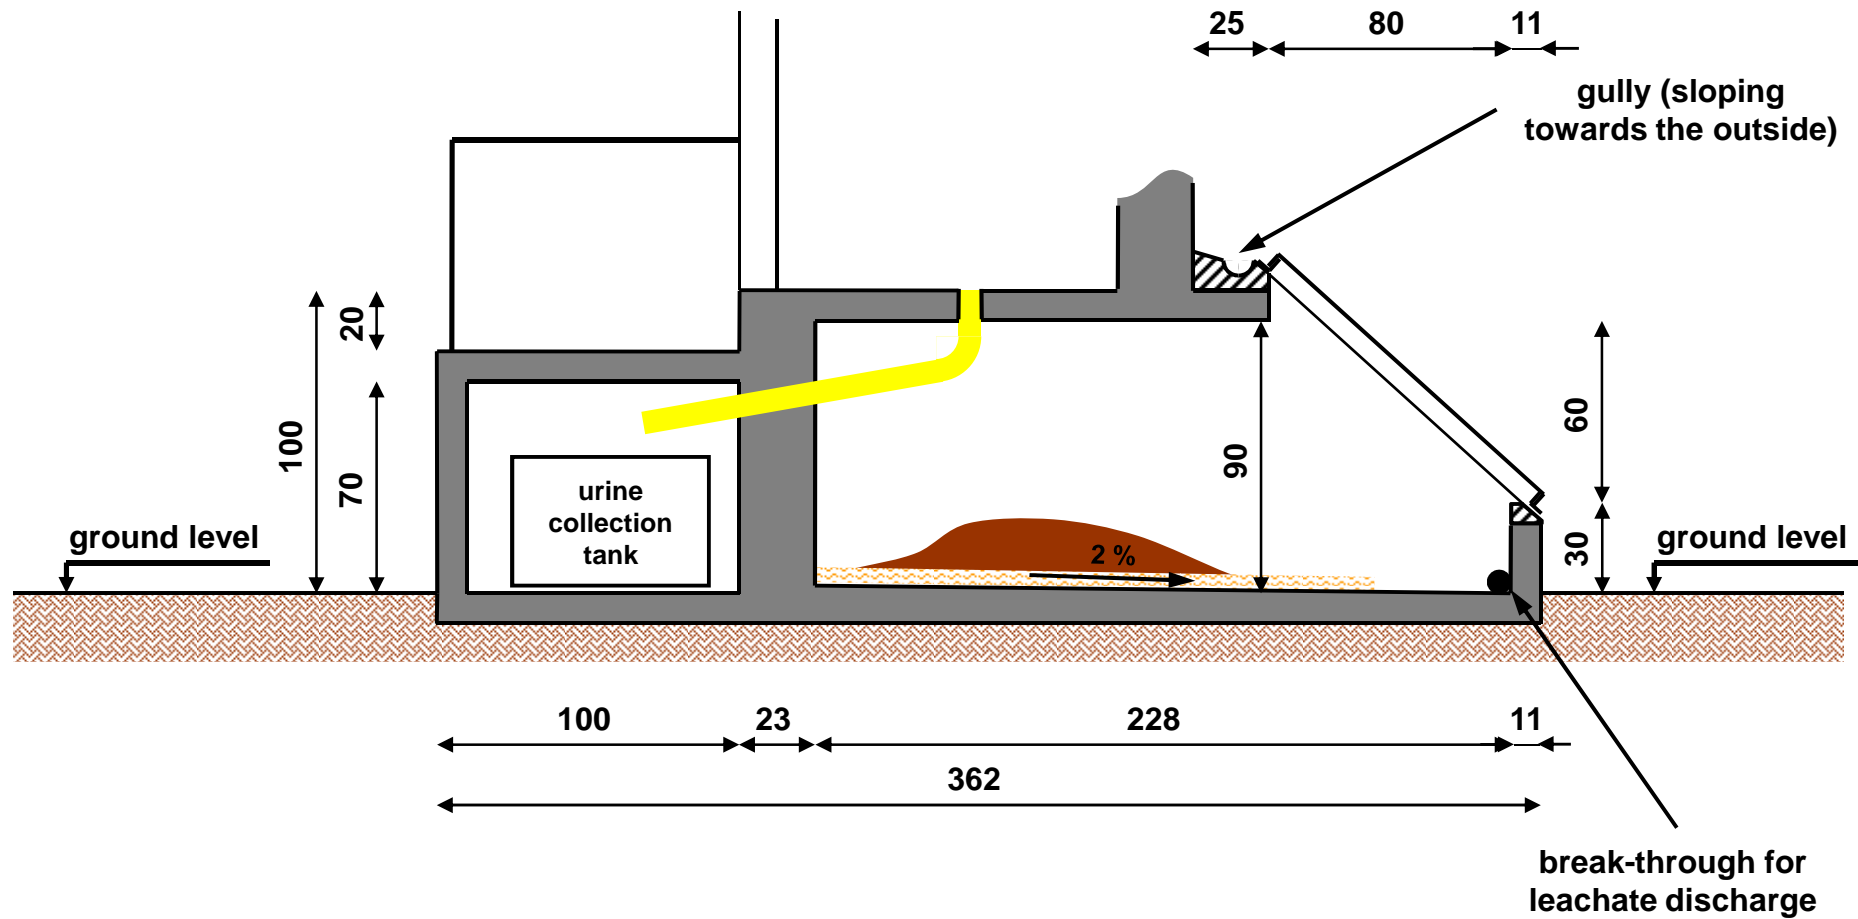 25 80 11
gully (sloping
towards the outside)
20
100
70
90
60
30
urine
collection
tank
2 %
ground level
ground level
100 23 228 11
362
break-through for
leachate discharge